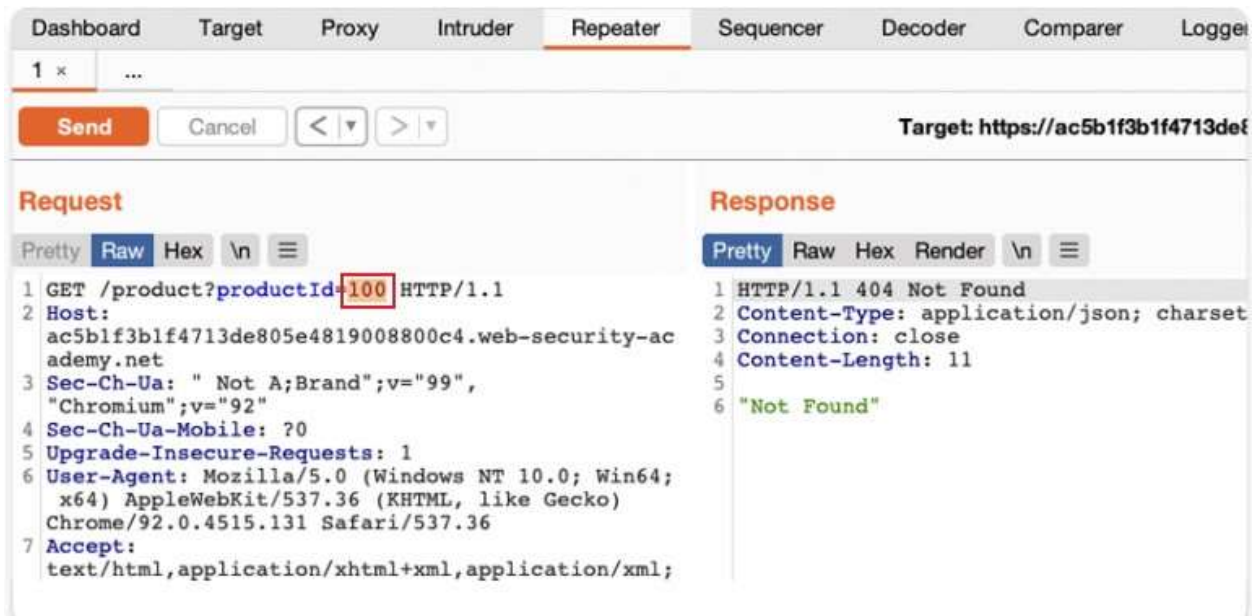 Dashboard Target Proxy Intruder Repeater Sequencer Decoder Comparer Logger
1 × ...
Send Cancel < > Target: https://ac5b1f3b1f4713de8
Request
Pretty Raw Hex \n
1 GET /product?productId=100 HTTP/1.1
2 Host:
ac5b1f3b1f4713de805e4819008800c4.web-security-ac
ademy.net
3 Sec-Ch-Ua: " Not A;Brand";v="99",
"Chromium";v="92"
4 Sec-Ch-Ua-Mobile: ?0
5 Upgrade-Insecure-Requests: 1
6 User-Agent: Mozilla/5.0 (Windows NT 10.0; Win64;
x64) AppleWebKit/537.36 (KHTML, like Gecko)
Chrome/92.0.4515.131 Safari/537.36
7 Accept:
text/html,application/xhtml+xml,application/xml;
Response
Pretty Raw Hex Render \n
1 HTTP/1.1 404 Not Found
2 Content-Type: application/json; charset
3 Connection: close
4 Content-Length: 11
5
6 "Not Found"